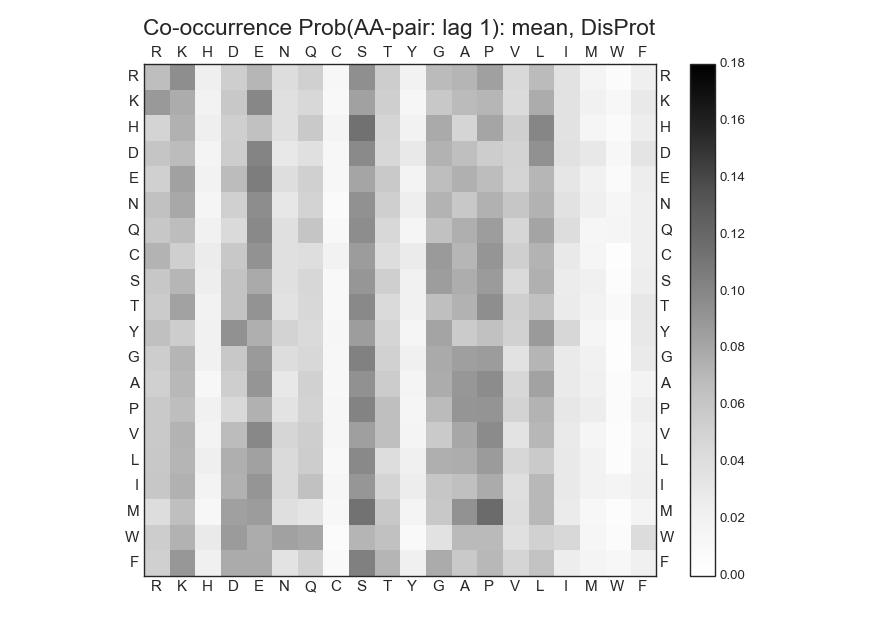 Co-occurrence Prob(AA-pair: lag 1): mean, DisProt
R K H D E N Q C S T Y G A P V L I M W F
R R
K K
H H
D D
E E
N N
Q Q
C C
S S
T T
Y Y
G G
A A
P P
V V
L L
I I
M M
W W
F F
R K H D E N Q C S T Y G A P V L I M W F
0.18
0.16
0.14
0.12
0.10
0.08
0.06
0.04
0.02
0.00